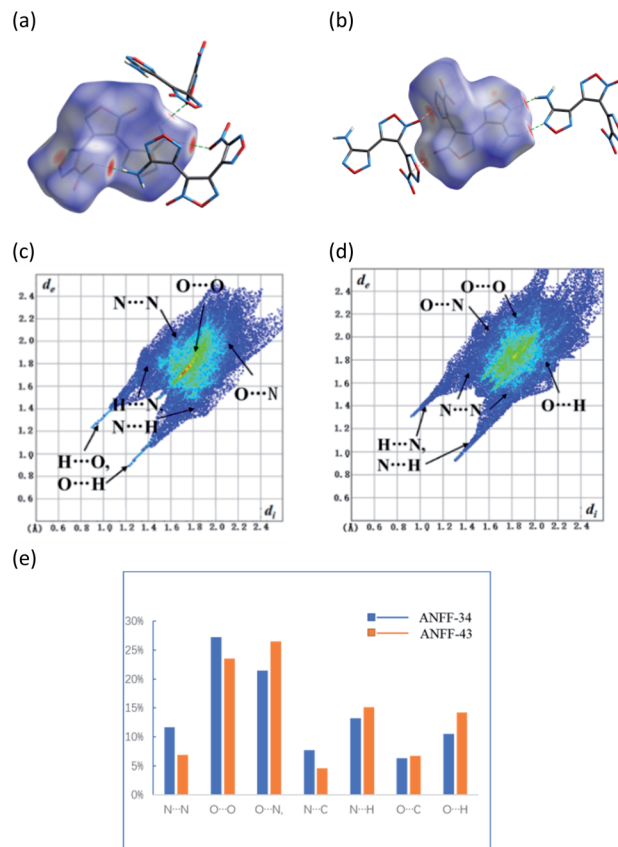 (a)
(b)
(c)
(d)
de
2.4
2.2
2.0
1.8
1.6
1.4
1.2
1.0
0.8
0.6
(Å) 0.6 0.8 1.0 1.2 1.4 1.6 1.8 2.0 2.2 2.4
di
O···O
N···N
O···N
H···N,
N···H
H···O,
O···H
de
2.4
2.2
2.0
1.8
1.6
1.4
1.2
1.0
0.8
0.6
(Å) 0.6 0.8 1.0 1.2 1.4 1.6 1.8 2.0 2.2 2.4
di
O···O
O···N
N···N
O···H
H···N,
N···H
(e)
ANFF-34
ANFF-43
30%
25%
20%
15%
10%
5%
0%
N···N O···O O···N, N···C N···H O···C O···H